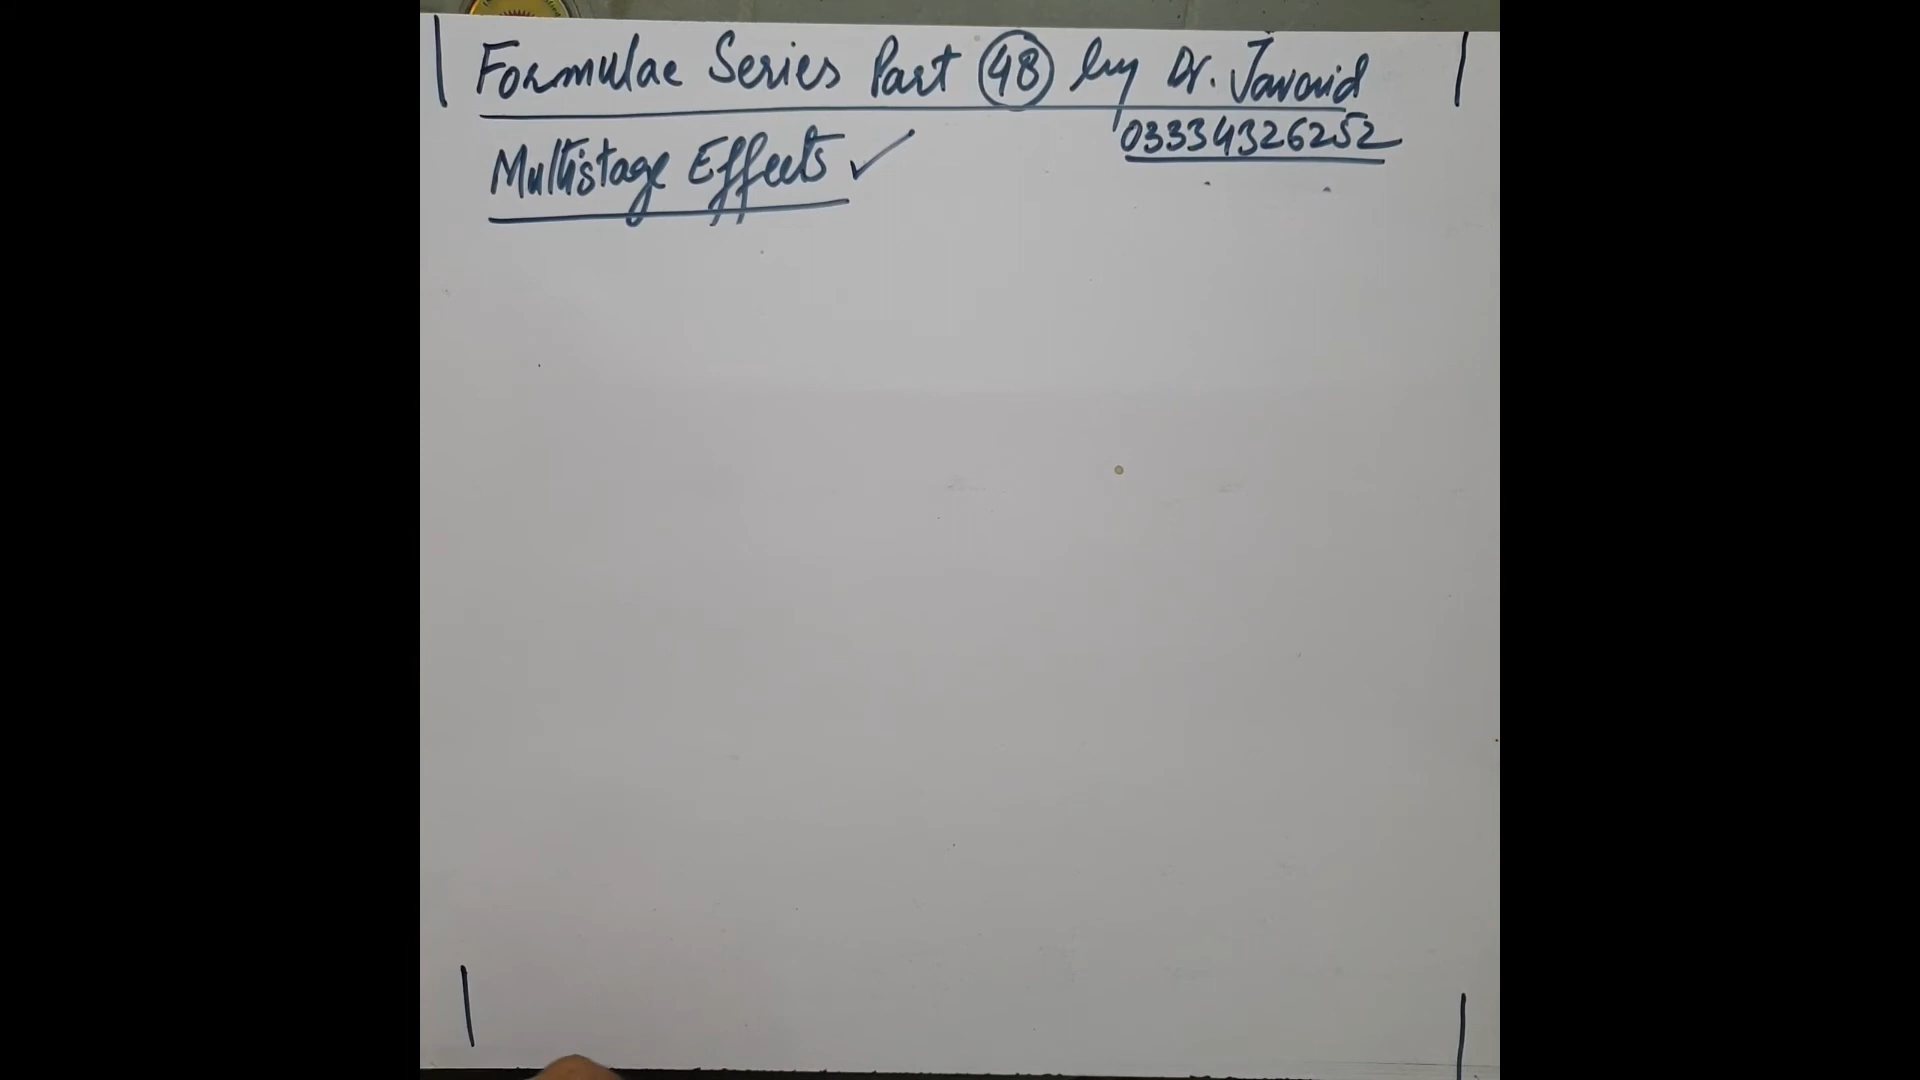 Formulae Series Part 48 by Dr. Javaid
03334326252
Multistage Effects ✓